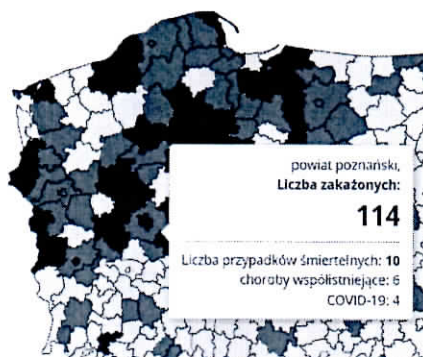 powiat poznański,
Liczba zakażonych:
114
Liczba przypadków śmiertelnych: 10
choroby współistniejące: 6
COVID-19: 4